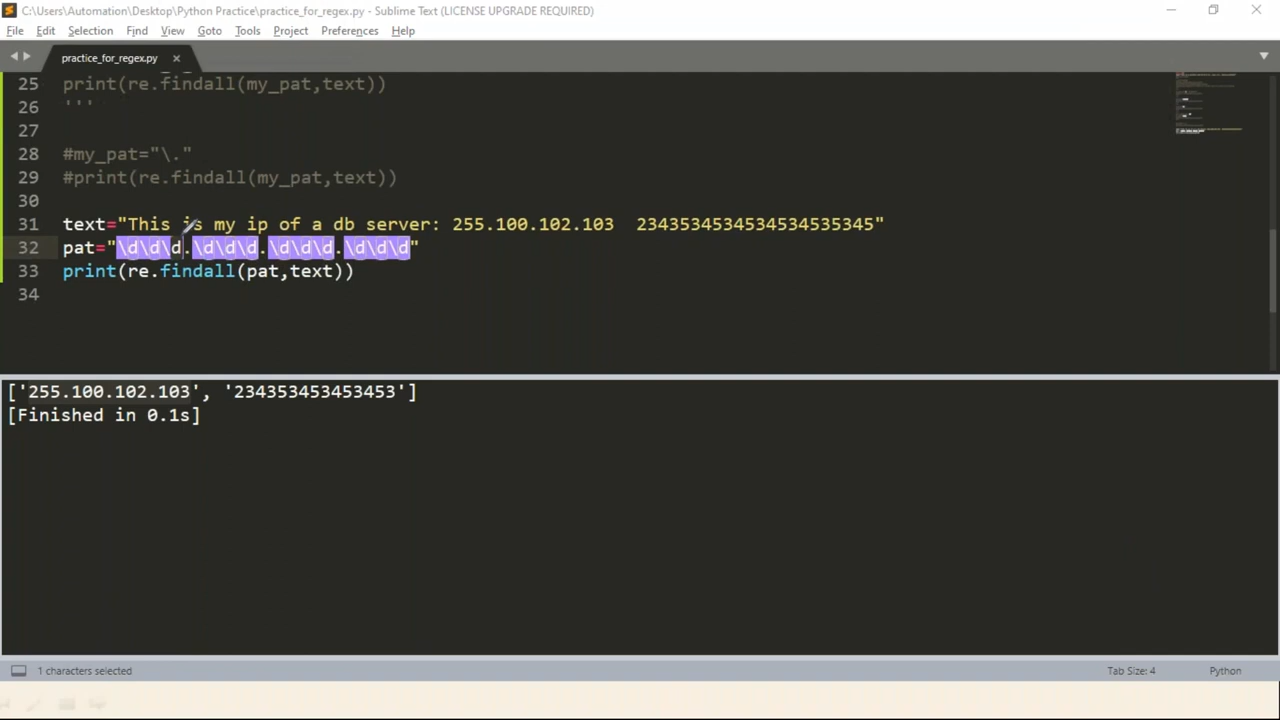 C:\Users\Automation\Desktop\Python Practice\practice_for_regex.py - Sublime Text (LICENSE UPGRADE REQUIRED)
File Edit Selection Find View Goto Tools Project Preferences Help
practice_for_regex.py
25 print(re.findall(my_pat,text))
26 '''
27
28 #my_pat="\."
29 #print(re.findall(my_pat,text))
30
31 text="This is my ip of a db server: 255.100.102.103  2343534534534534535345"
32 pat="\d\d\d.\d\d\d.\d\d\d.\d\d\d"
33 print(re.findall(pat,text))
34
['255.100.102.103', '234353453453453']
[Finished in 0.1s]
1 characters selected
Tab Size: 4
Python